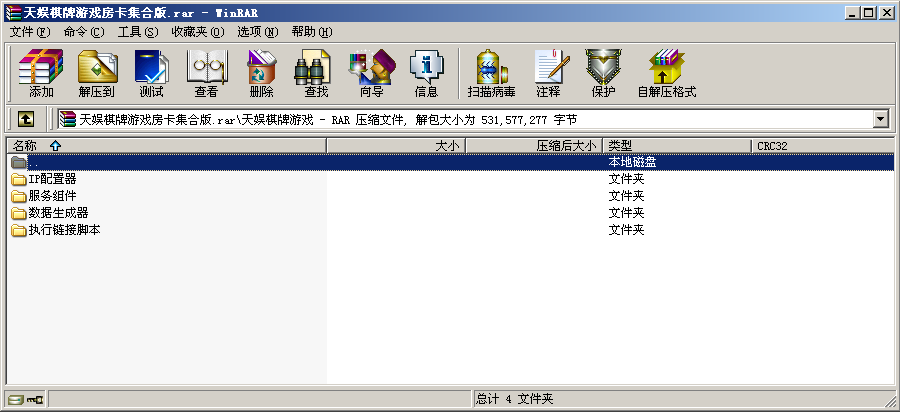 天娱棋牌游戏房卡集合版.rar - WinRAR
文件(F) 命令(C) 工具(S) 收藏夹(O) 选项(N) 帮助(H)
添加 解压到 测试 查看 删除 查找 向导 信息 扫描病毒 注释 保护 自解压格式
天娱棋牌游戏房卡集合版.rar\天娱棋牌游戏 - RAR 压缩文件, 解包大小为 531,577,277 字节
名称 大小 压缩后大小 类型 CRC32
.. 本地磁盘
IP配置器 文件夹
服务组件 文件夹
数据生成器 文件夹
执行链接脚本 文件夹
总计 4 文件夹